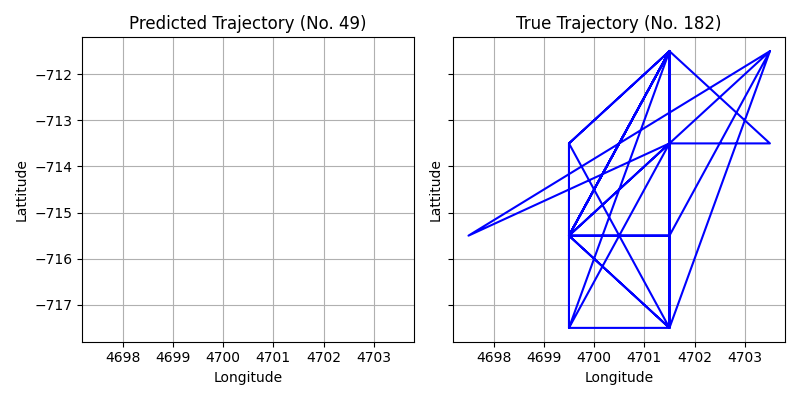 Predicted Trajectory (No. 49)
True Trajectory (No. 182)
−712
−713
−714
−715
−716
−717
Lattitude
Lattitude
4698 4699 4700 4701 4702 4703
4698 4699 4700 4701 4702 4703
Longitude
Longitude